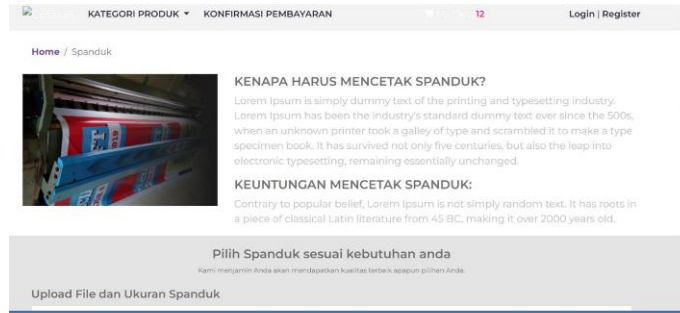 KATEGORI PRODUK KONFIRMASI PEMBAYARAN 12 Login | Register
Home / Spanduk
KENAPA HARUS MENCETAK SPANDUK?
Lorem Ipsum is simply dummy text of the printing and typesetting industry.
Lorem Ipsum has been the industry's standard dummy text ever since the 500s,
when an unknown printer took a galley of type and scrambled it to make a type
specimen book. It has survived not only five centuries, but also the leap into
electronic typesetting, remaining essentially unchanged.
KEUNTUNGAN MENCETAK SPANDUK:
Contrary to popular belief, Lorem Ipsum is not simply random text. It has roots in
a piece of classical Latin literature from 45 BC, making it over 2000 years old.
Pilih Spanduk sesuai kebutuhan anda
Kami menjamin Anda akan mendapatkan kualitas terbaik apapun pilihan Anda.
Upload File dan Ukuran Spanduk